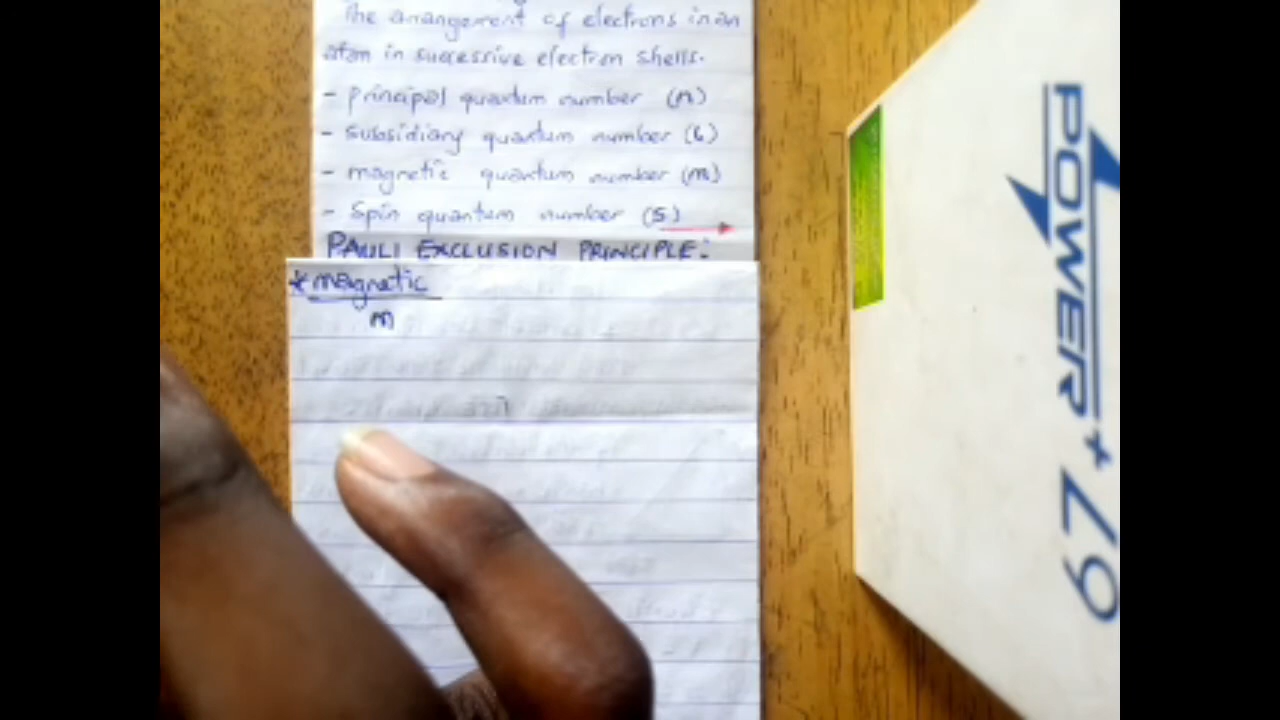 The arrangement of electrons in an
atom in successive electron shells.
- principal quantum number (n)
- subsidiary quantum number (l)
- magnetic quantum number (m)
- Spin quantum number (s)
PAULI EXCLUSION PRINCIPLE:
*magnetic
m
POWER+ L9